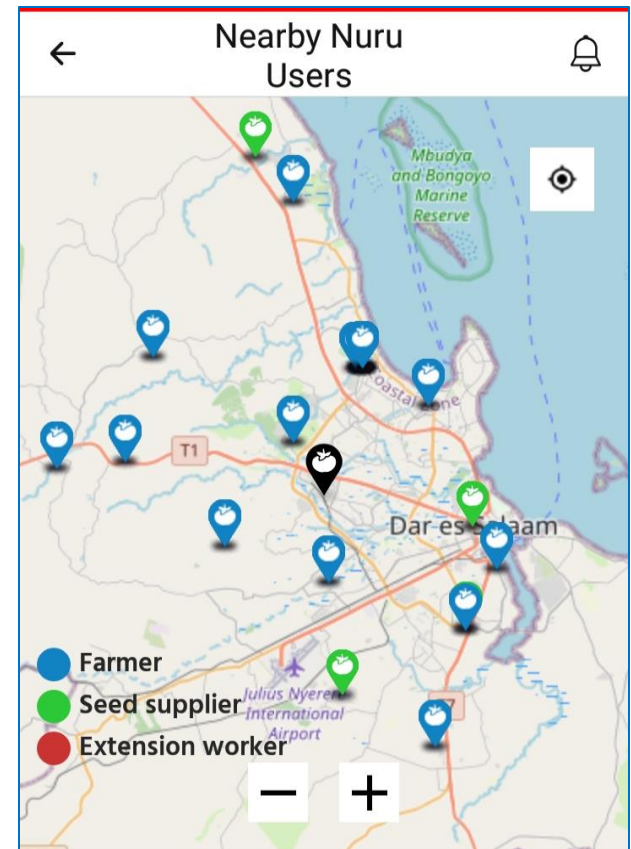 Nearby Nuru
Users
Mbudya
and Bongoyo
Marine
Reserve
Coastal Zone
T1
Dar es Salaam
Farmer
Seed supplier
Extension worker
Julius Nyerere
International
Airport